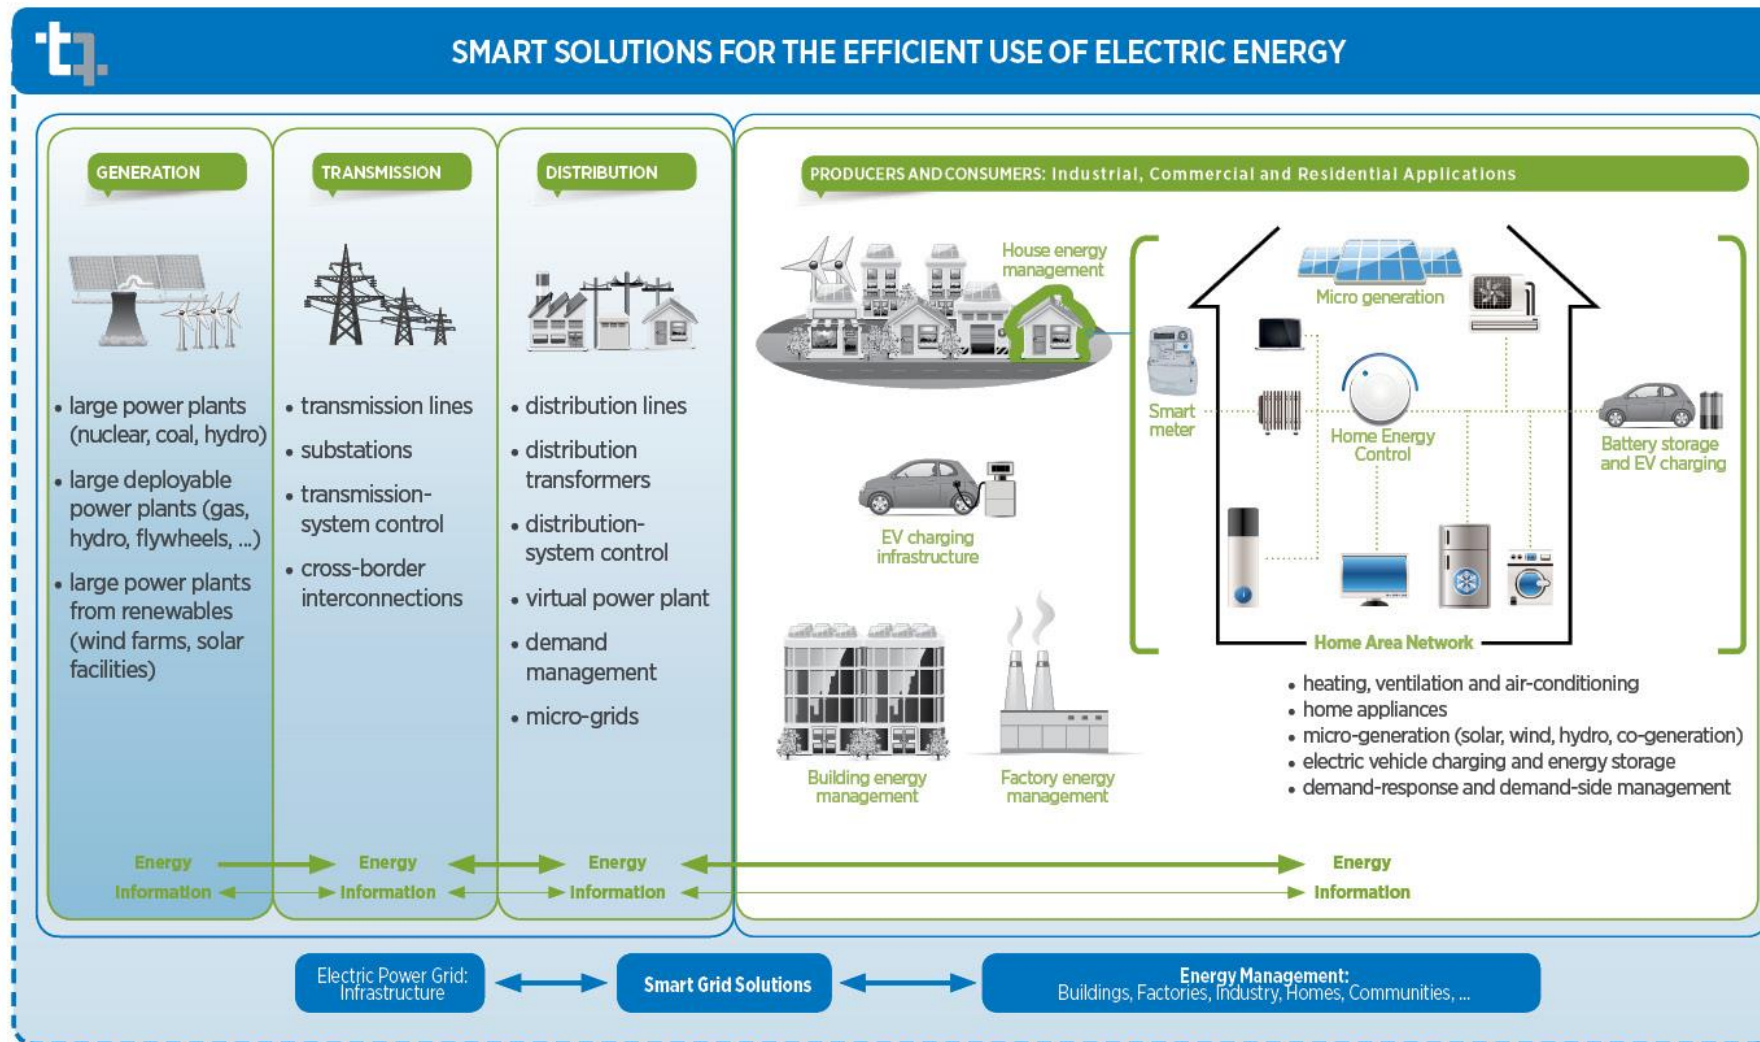 tq.
SMART SOLUTIONS FOR THE EFFICIENT USE OF ELECTRIC ENERGY
GENERATION
• large power plants
(nuclear, coal, hydro)
• large deployable
power plants (gas,
hydro, flywheels, ...)
• large power plants
from renewables
(wind farms, solar
facilities)
TRANSMISSION
• transmission lines
• substations
• transmission-
system control
• cross-border
interconnections
DISTRIBUTION
• distribution lines
• distribution
transformers
• distribution-
system control
• virtual power plant
• demand
management
• micro-grids
PRODUCERS AND CONSUMERS: Industrial, Commercial and Residential Applications
House energy
management
EV charging
infrastructure
Building energy
management
Factory energy
management
Smart
meter
Micro generation
Home Energy
Control
Battery storage
and EV charging
Home Area Network
• heating, ventilation and air-conditioning
• home appliances
• micro-generation (solar, wind, hydro, co-generation)
• electric vehicle charging and energy storage
• demand-response and demand-side management
Energy Energy Energy Energy
Information Information Information Information
Electric Power Grid:
Infrastructure
Smart Grid Solutions
Energy Management:
Buildings, Factories, Industry, Homes, Communities, ...